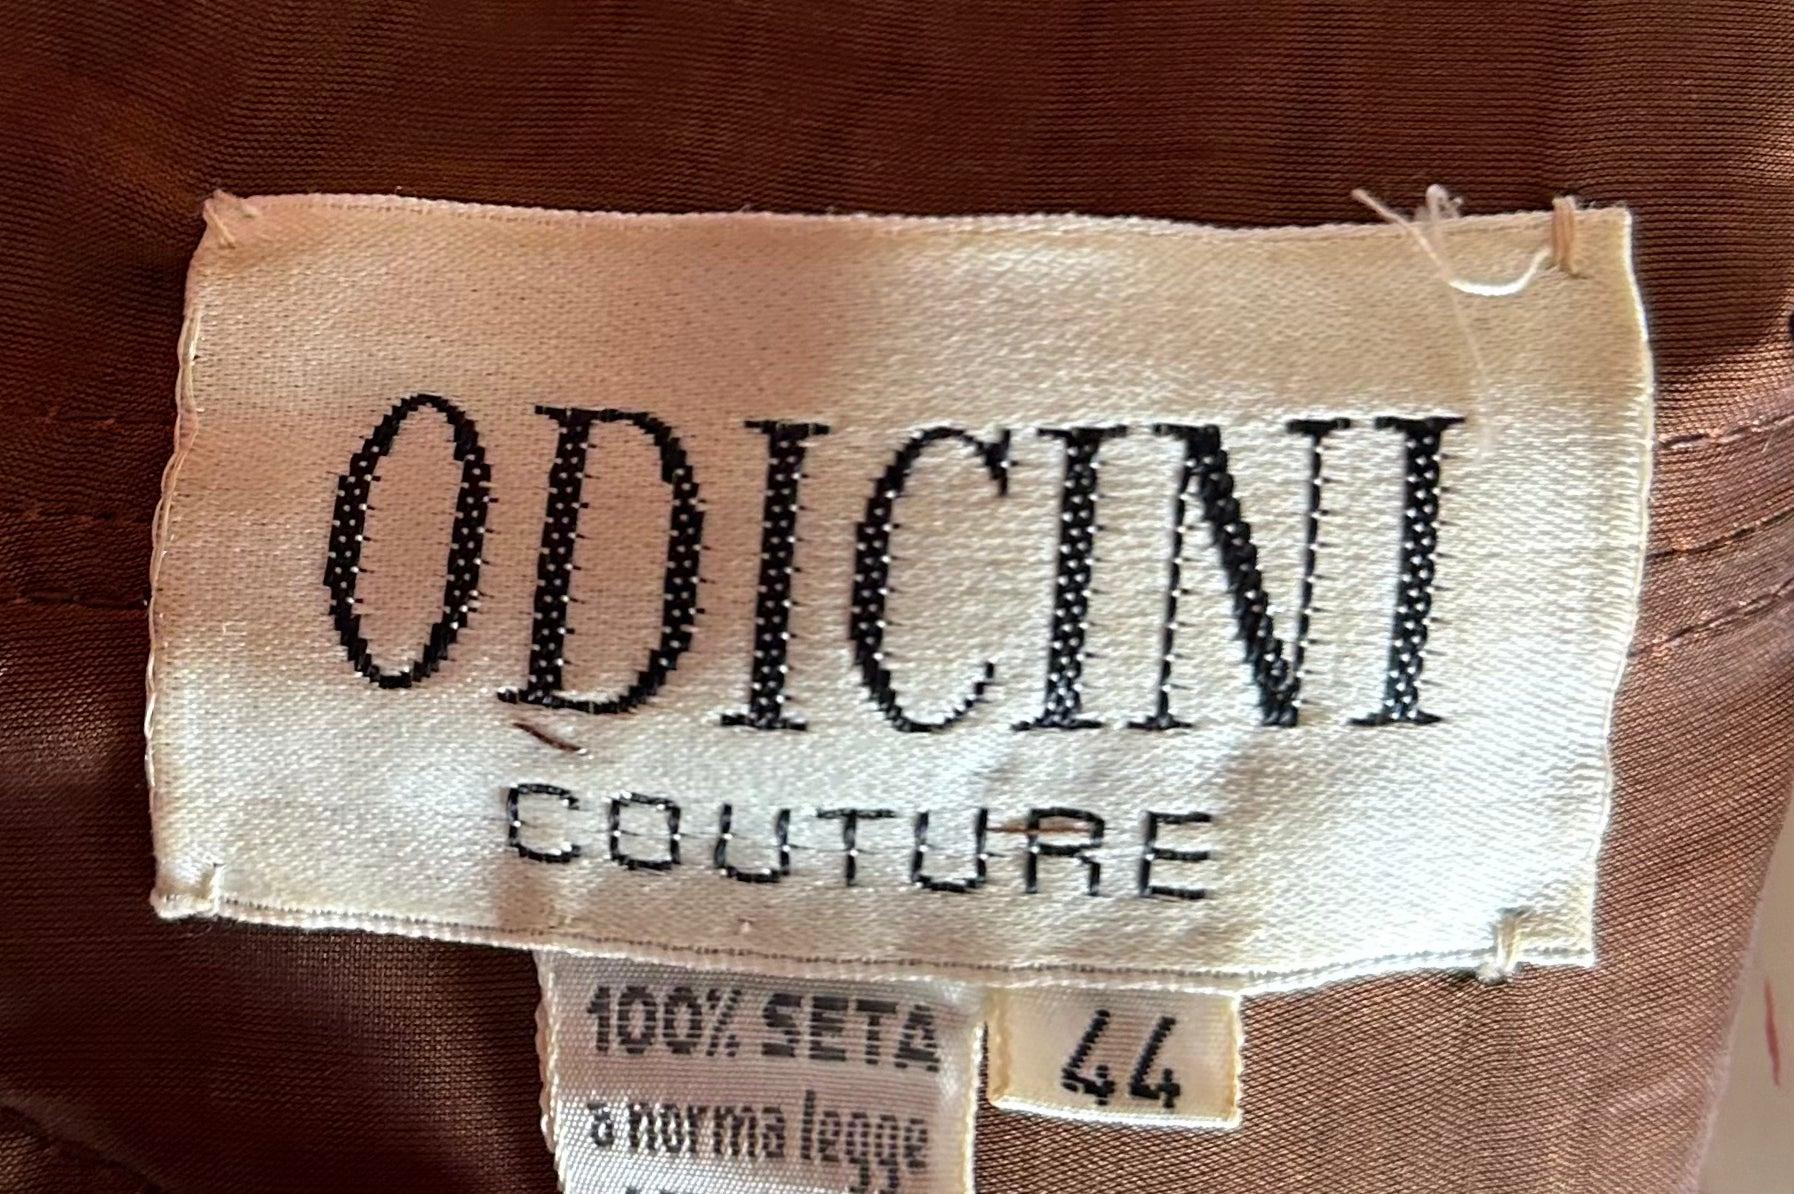 ODICINI
COUTURE
100% SETA
44
a norma legge